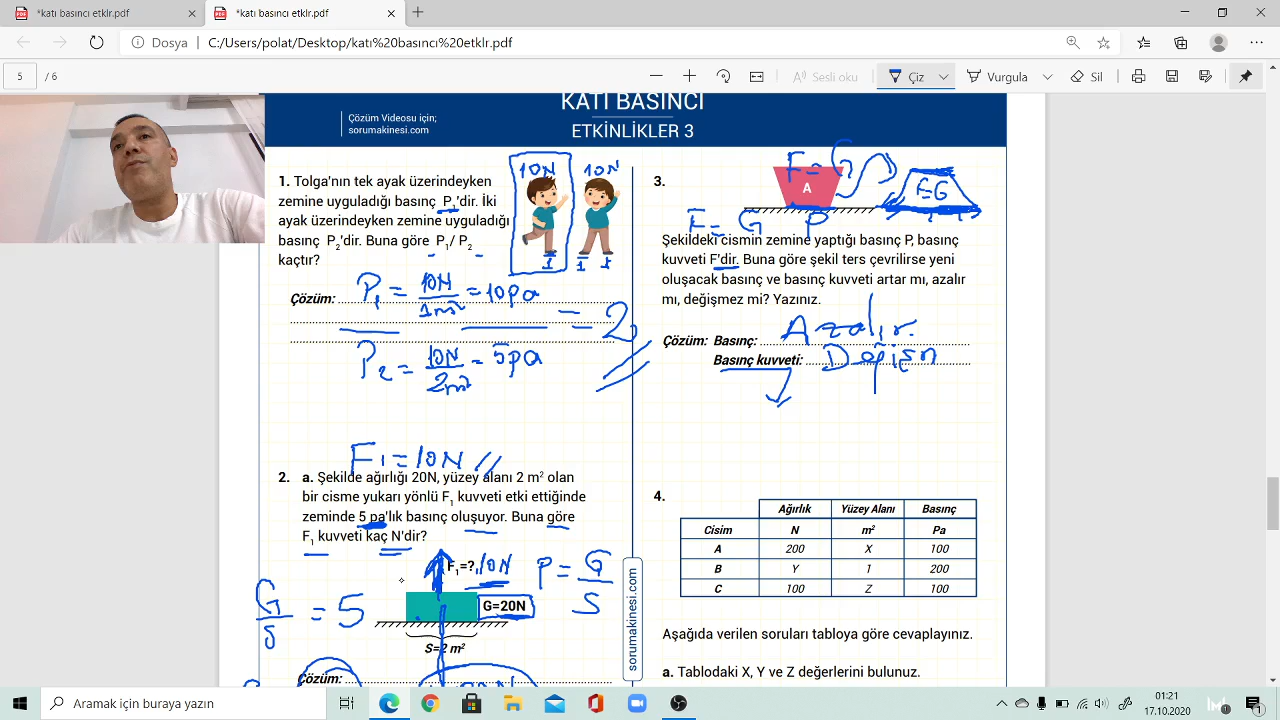 *katı basıncı etklr.pdf
*katı basıncı etklr.pdf
Dosya
C:/Users/polat/Desktop/katı%20basıncı%20etklr.pdf
5 / 6
Sesli oku
Çiz
Vurgula
Sil
Çözüm Videosu için;
sorumakinesi.com
KATI BASINCI
ETKİNLİKLER 3
1. Tolga'nın tek ayak üzerindeyken
zemine uyguladığı basınç P1'dir. İki
ayak üzerindeyken zemine uyguladığı
basınç P2'dir. Buna göre P1/ P2
kaçtır?
10N 10N
1 1 1
Çözüm:
P1 = 10N / 1m² = 10pa
= 2
P2 = 10N / 2m² = 5pa
F1 = 10N
2. a. Şekilde ağırlığı 20N, yüzey alanı 2 m² olan
bir cisme yukarı yönlü F1 kuvveti etki ettiğinde
zeminde 5 pa'lık basınç oluşuyor. Buna göre
F1 kuvveti kaç N'dir?
F1=? 10N
P = G / S
G=20N
G / S = 5
S=2 m²
Çözüm:
3.
F = G
A
F=G
F = G
P
Şekildeki cismin zemine yaptığı basınç P, basınç
kuvveti F'dir. Buna göre şekil ters çevrilirse yeni
oluşacak basınç ve basınç kuvveti artar mı, azalır
mı, değişmez mi? Yazınız.
Çözüm: Basınç: Azalır.
Basınç kuvveti: Değişm
4.
Ağırlık Yüzey Alanı Basınç
Cisim N m² Pa
A 200 X 100
B Y 1 200
C 100 Z 100
Aşağıda verilen soruları tabloya göre cevaplayınız.
a. Tablodaki X, Y ve Z değerlerini bulunuz.
sorumakinesi.com
Aramak için buraya yazın
01:21
17.10.2020